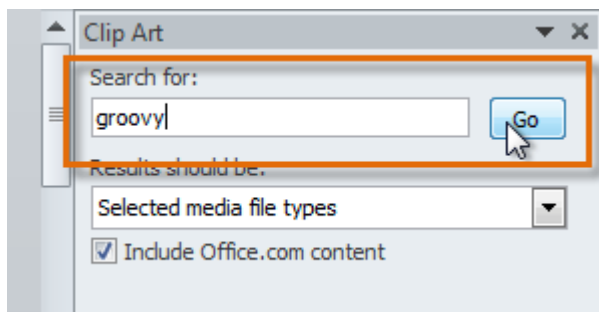 Clip Art
Search for:
groovy
Go
Results should be:
Selected media file types
Include Office.com content